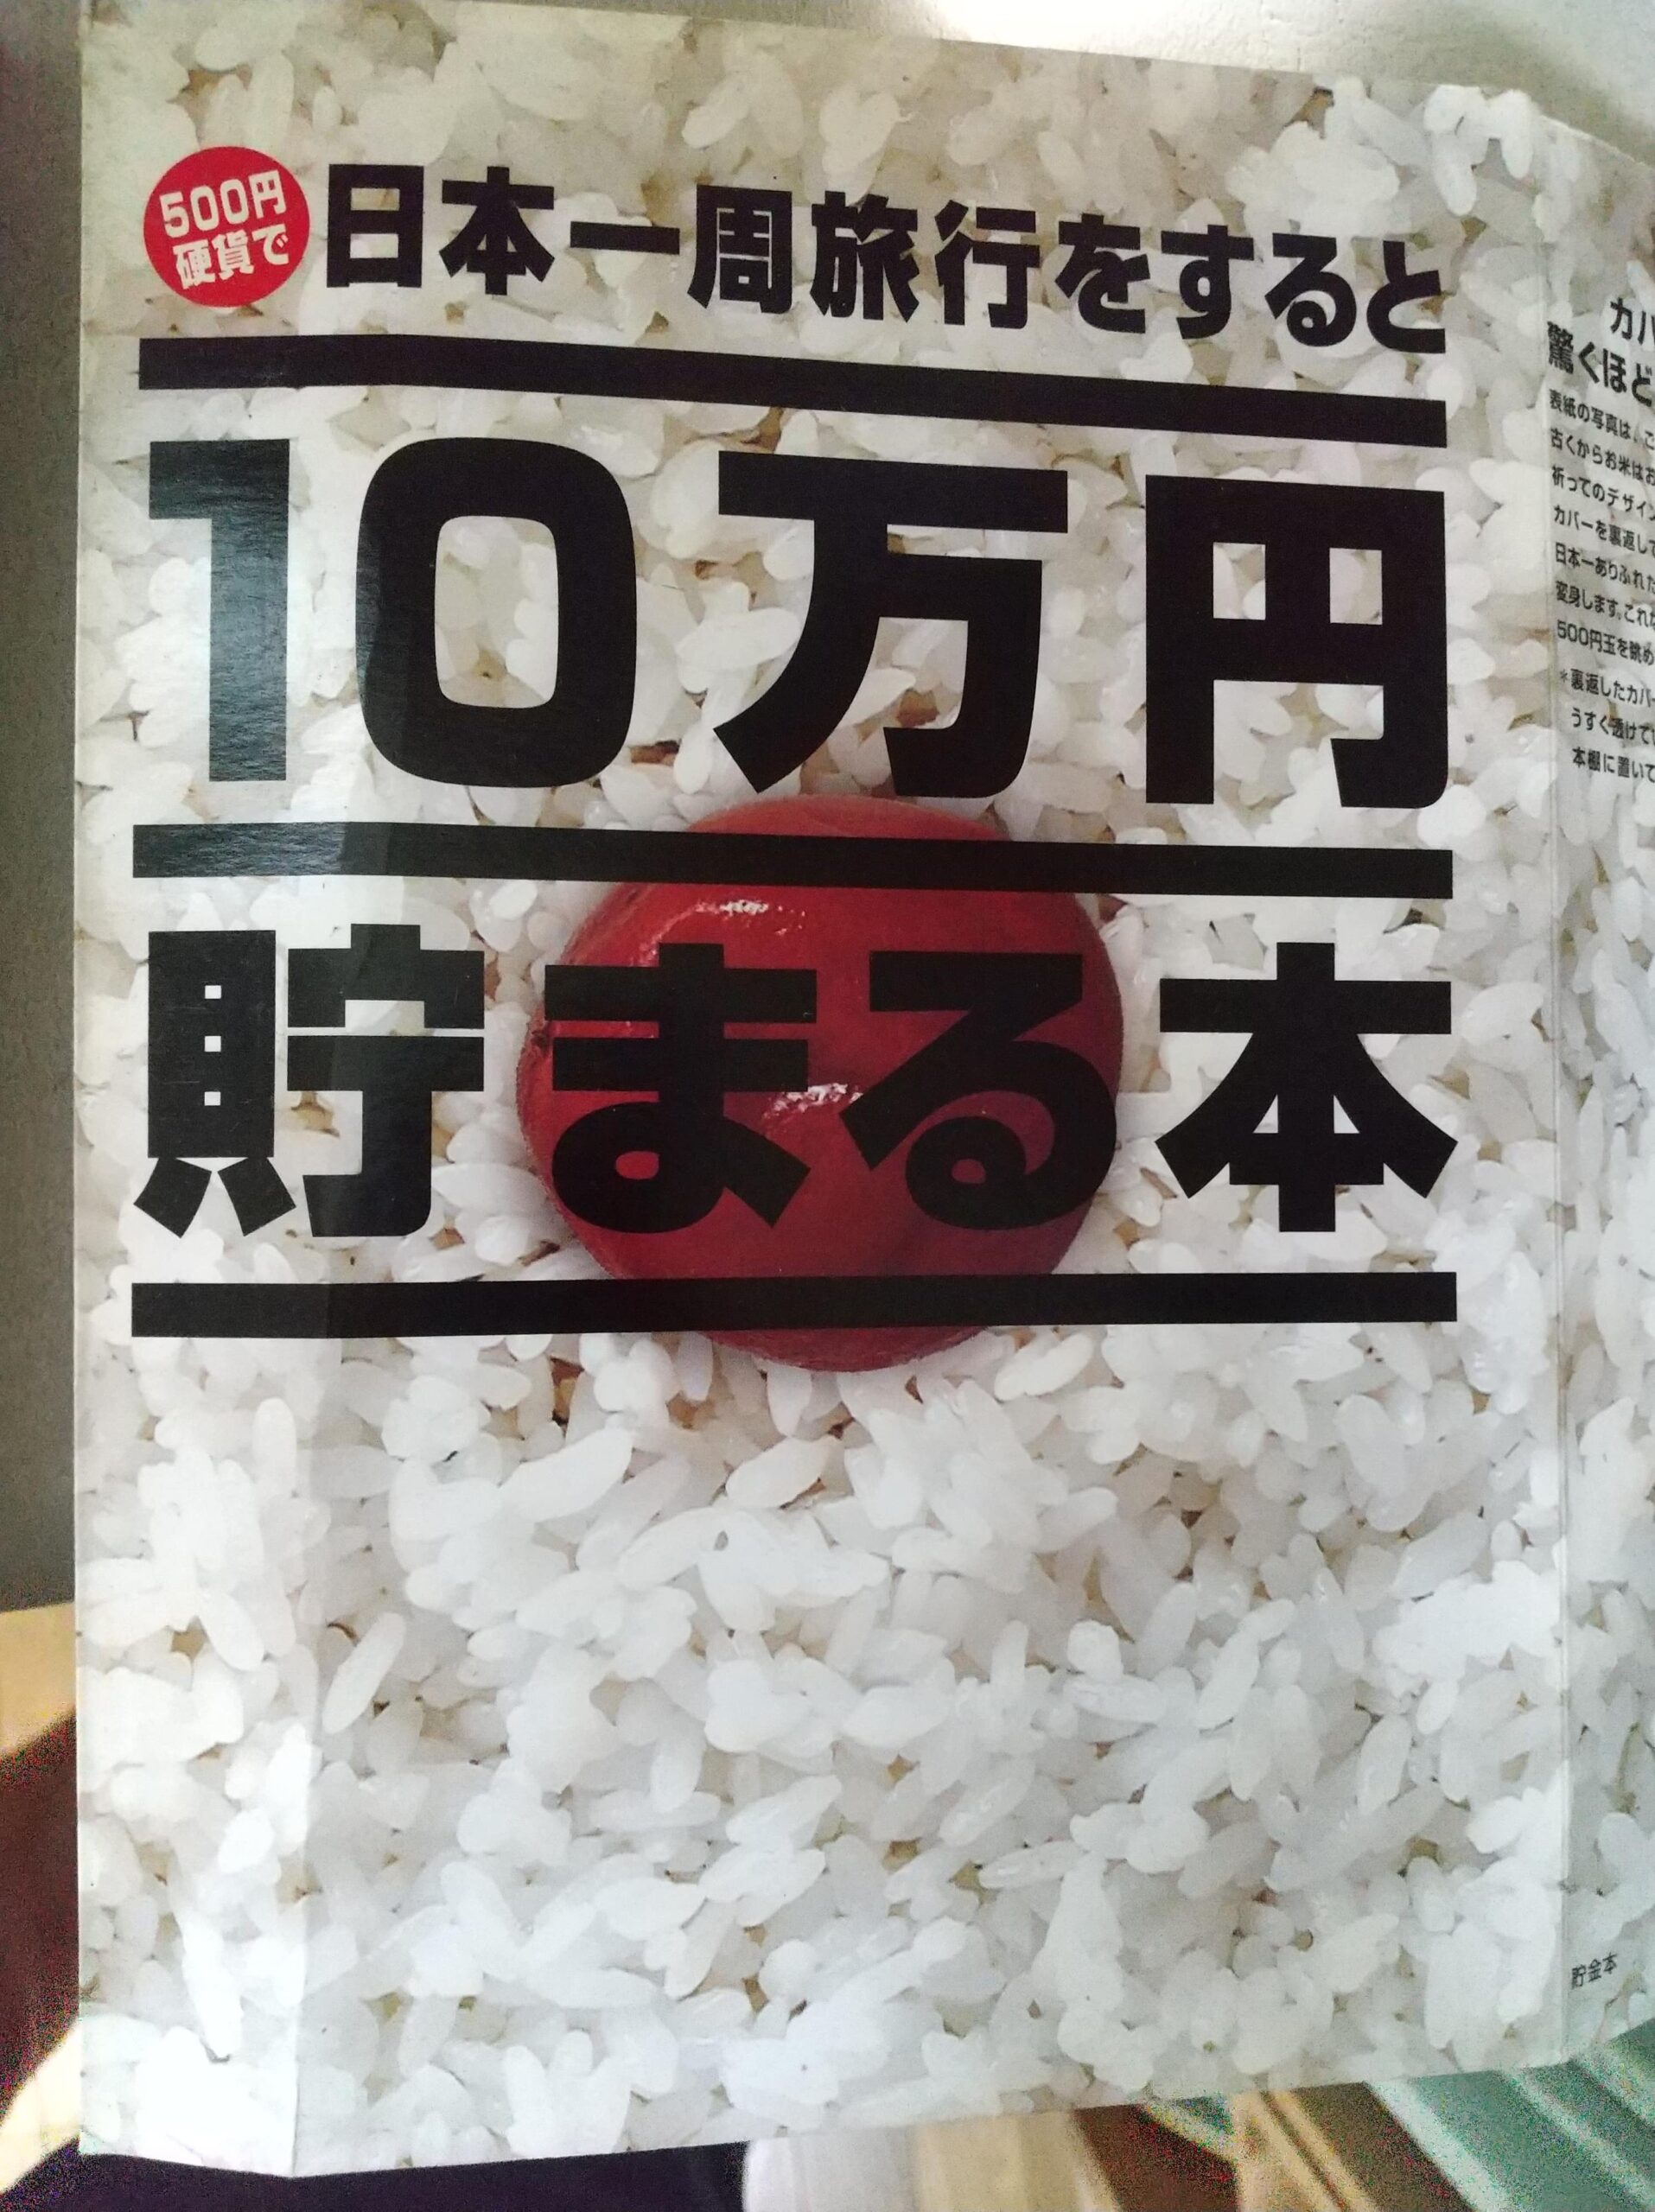 500円
硬貨で
日本一周旅行をすると
10万円
貯まる本
カバ
驚くほど
表紙の写真は、こ
古くからお米はお
祈ってのデザイン
カバーを裏返して
日本一ありふれた
変身します。これな
500円玉を眺め
＊裏返したカバー
うすく透けてい
本棚に置いて
貯金本